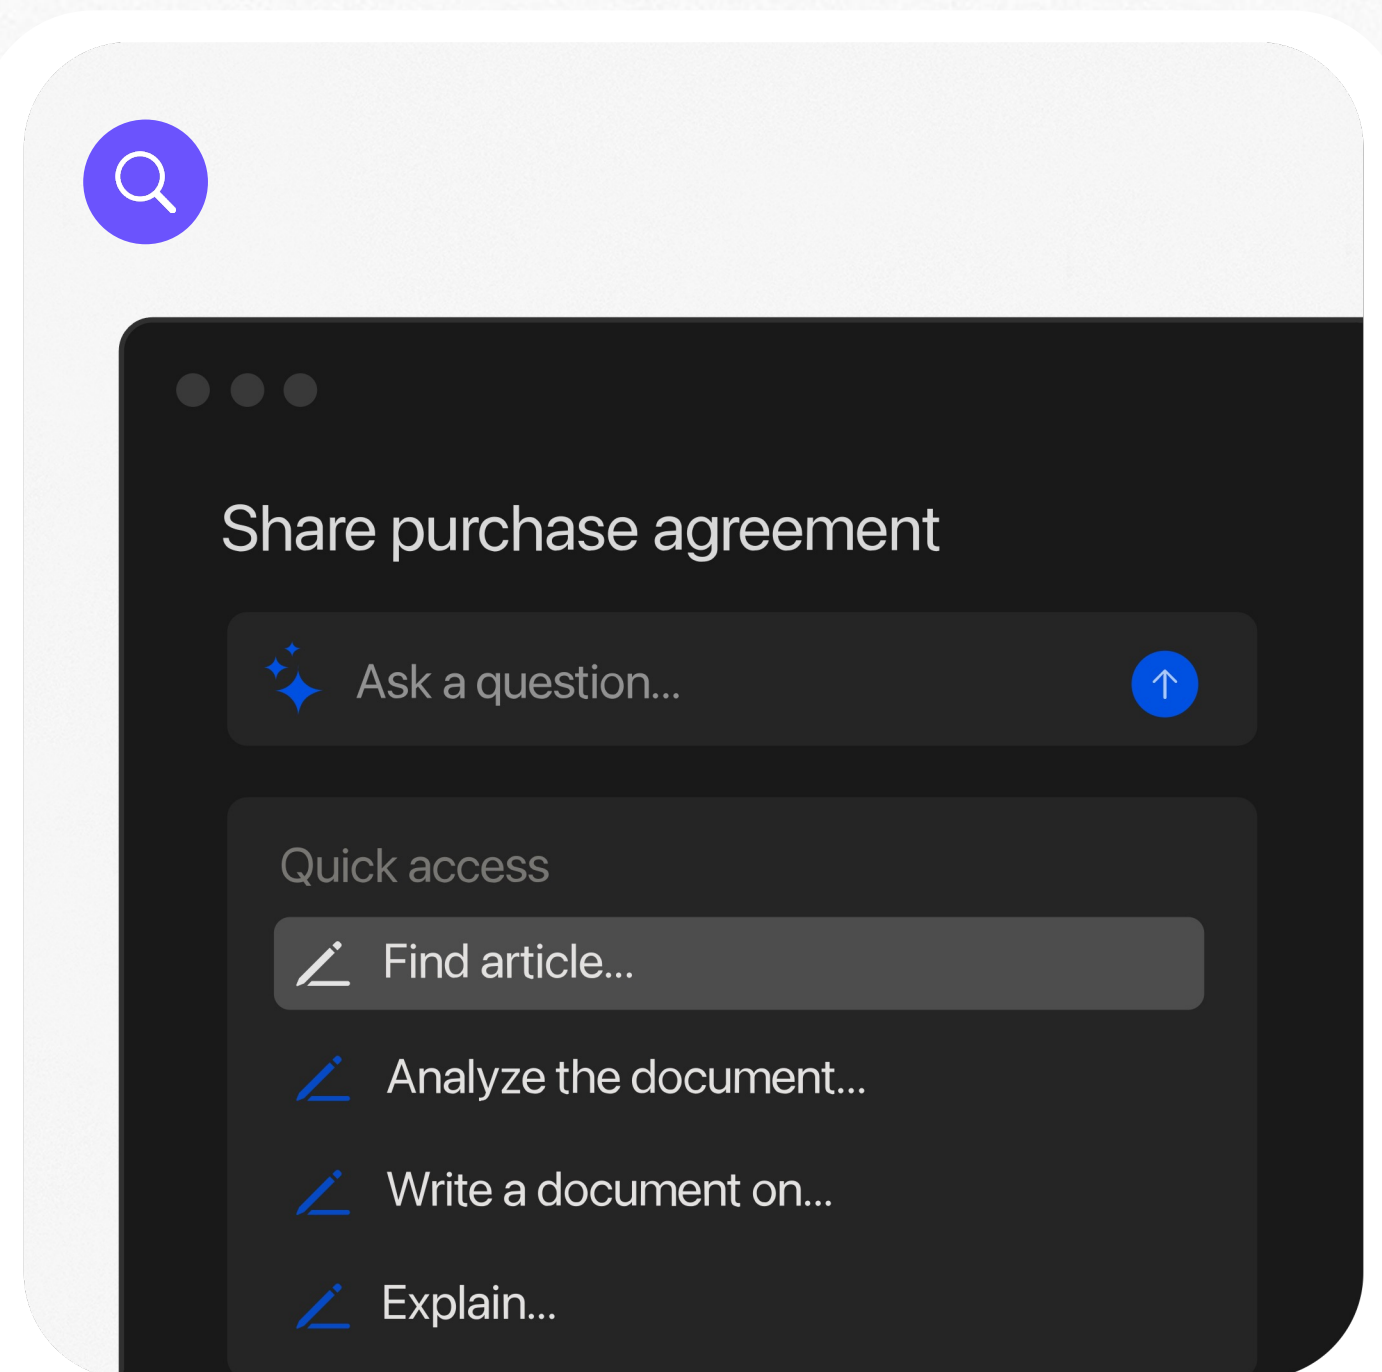 Share purchase agreement
Ask a question...
Quick access
Find article...
Analyze the document...
Write a document on...
Explain...